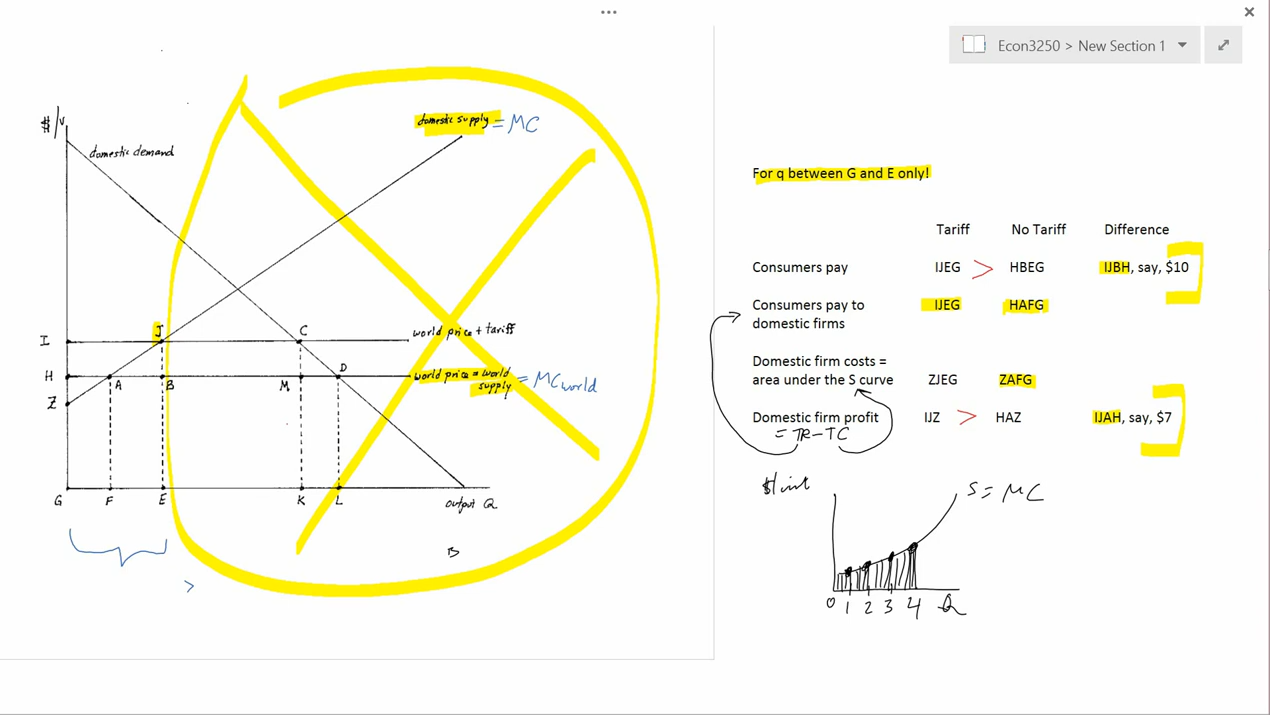 Econ3250 > New Section 1
$/u
domestic supply = MC
domestic demand
J
C
I
world price + tariff
H
A
B
M
D
world price = world
supply = MCworld
Z
G
F
E
K
L
output Q
For q between G and E only!
Tariff No Tariff Difference
Consumers pay IJEG > HBEG IJBH, say, $10
Consumers pay to IJEG HAFG
domestic firms
Domestic firm costs =
area under the S curve ZJEG ZAFG
Domestic firm profit IJZ > HAZ IJAH, say, $7
= TR-TC
$/unit
S = MC
0 1 2 3 4 Q